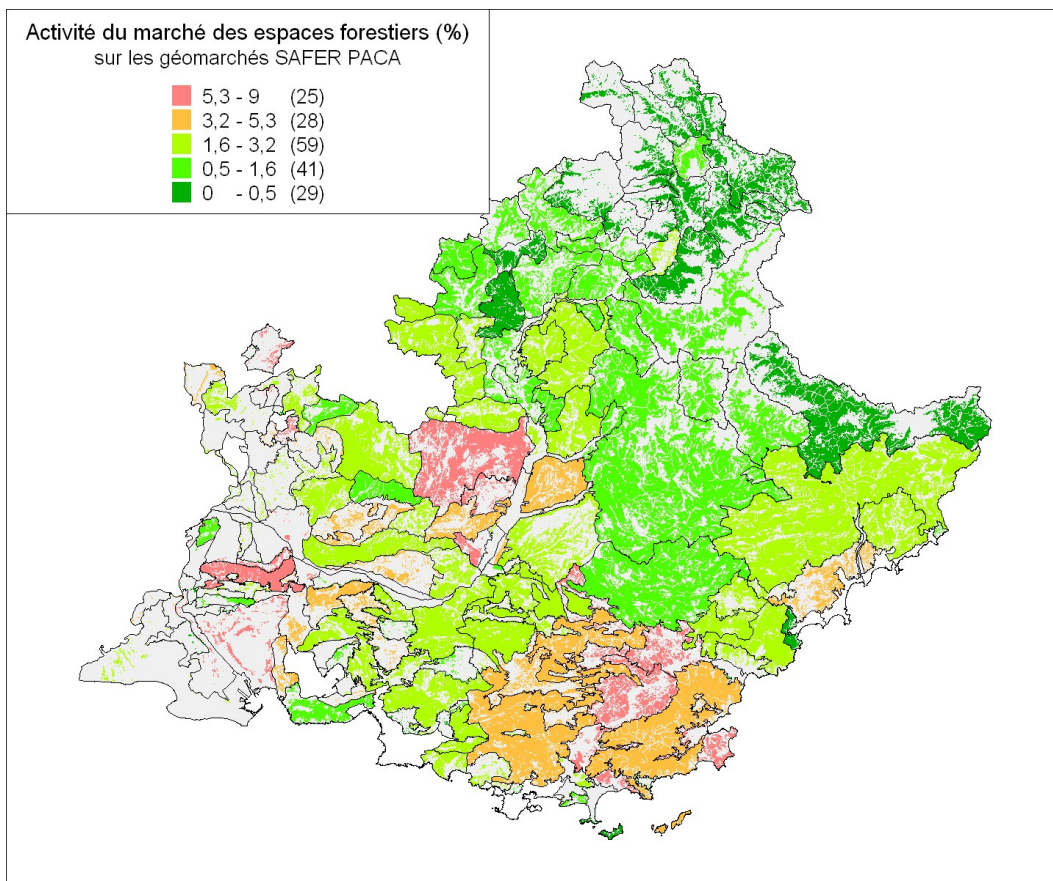 Activité du marché des espaces forestiers (%)
sur les géomarchés SAFER PACA
5,3 - 9 (25)
3,2 - 5,3 (28)
1,6 - 3,2 (59)
0,5 - 1,6 (41)
0 - 0,5 (29)